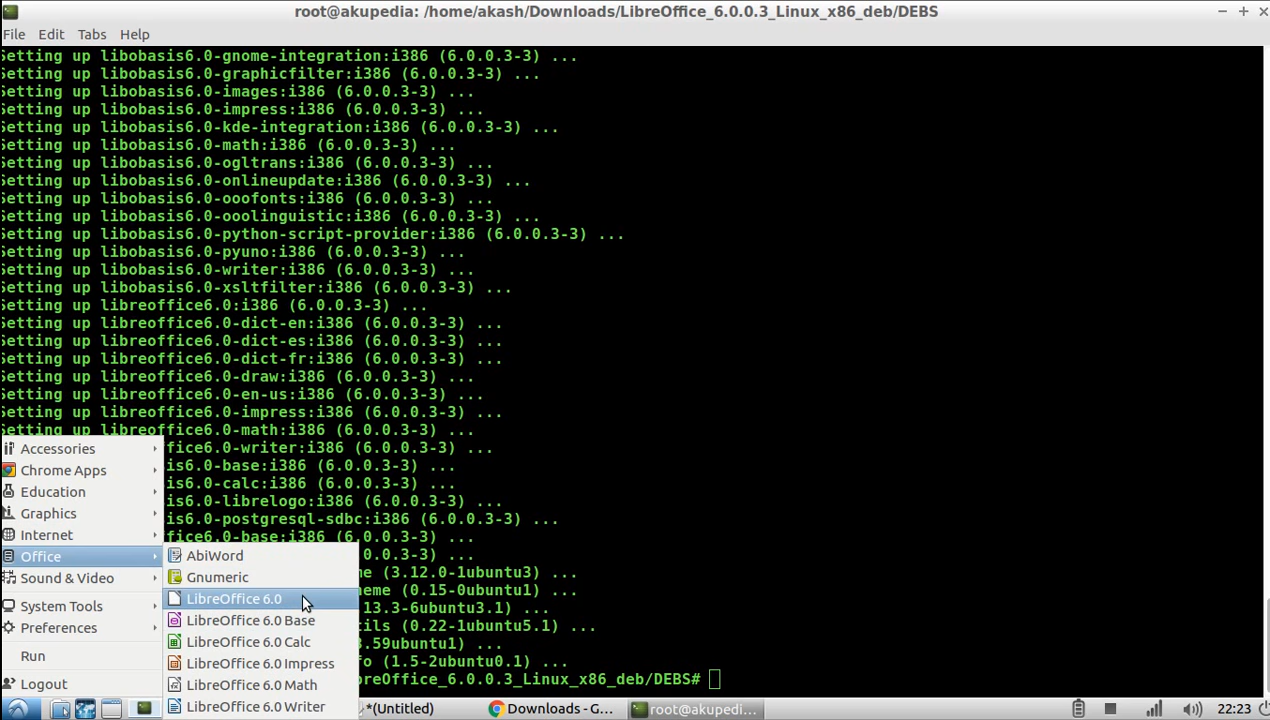 root@akupedia: /home/akash/Downloads/LibreOffice_6.0.0.3_Linux_x86_deb/DEBS
File Edit Tabs Help
Setting up libobasis6.0-gnome-integration:i386 (6.0.0.3-3) ...
Setting up libobasis6.0-graphicfilter:i386 (6.0.0.3-3) ...
Setting up libobasis6.0-images:i386 (6.0.0.3-3) ...
Setting up libobasis6.0-impress:i386 (6.0.0.3-3) ...
Setting up libobasis6.0-kde-integration:i386 (6.0.0.3-3) ...
Setting up libobasis6.0-math:i386 (6.0.0.3-3) ...
Setting up libobasis6.0-ogltrans:i386 (6.0.0.3-3) ...
Setting up libobasis6.0-onlineupdate:i386 (6.0.0.3-3) ...
Setting up libobasis6.0-ooofonts:i386 (6.0.0.3-3) ...
Setting up libobasis6.0-ooolinguistic:i386 (6.0.0.3-3) ...
Setting up libobasis6.0-python-script-provider:i386 (6.0.0.3-3) ...
Setting up libobasis6.0-pyuno:i386 (6.0.0.3-3) ...
Setting up libobasis6.0-writer:i386 (6.0.0.3-3) ...
Setting up libobasis6.0-xsltfilter:i386 (6.0.0.3-3) ...
Setting up libreoffice6.0:i386 (6.0.0.3-3) ...
Setting up libreoffice6.0-dict-en:i386 (6.0.0.3-3) ...
Setting up libreoffice6.0-dict-es:i386 (6.0.0.3-3) ...
Setting up libreoffice6.0-dict-fr:i386 (6.0.0.3-3) ...
Setting up libreoffice6.0-draw:i386 (6.0.0.3-3) ...
Setting up libreoffice6.0-en-us:i386 (6.0.0.3-3) ...
Setting up libreoffice6.0-impress:i386 (6.0.0.3-3) ...
Setting up libreoffice6.0-math:i386 (6.0.0.3-3) ...
ffice6.0-writer:i386 (6.0.0.3-3) ...
is6.0-base:i386 (6.0.0.3-3) ...
is6.0-calc:i386 (6.0.0.3-3) ...
is6.0-librelogo:i386 (6.0.0.3-3) ...
is6.0-postgresql-sdbc:i386 (6.0.0.3-3) ...
ffice6.0-base:i386 (6.0.0.3-3) ...
.0.3-3) ...
me (3.12.0-1ubuntu3) ...
eme (0.15-0ubuntu1) ...
13.3-6ubuntu3.1) ...
tils (0.22-1ubuntu5.1) ...
.59ubuntu1) ...
fo (1.5-2ubuntu0.1) ...
reOffice_6.0.0.3_Linux_x86_deb/DEBS#
Accessories
Chrome Apps
Education
Graphics
Internet
Office
Sound & Video
System Tools
Preferences
Run
Logout
AbiWord
Gnumeric
LibreOffice 6.0
LibreOffice 6.0 Base
LibreOffice 6.0 Calc
LibreOffice 6.0 Impress
LibreOffice 6.0 Math
LibreOffice 6.0 Writer
*(Untitled)
Downloads - G...
root@akupedi...
22:23